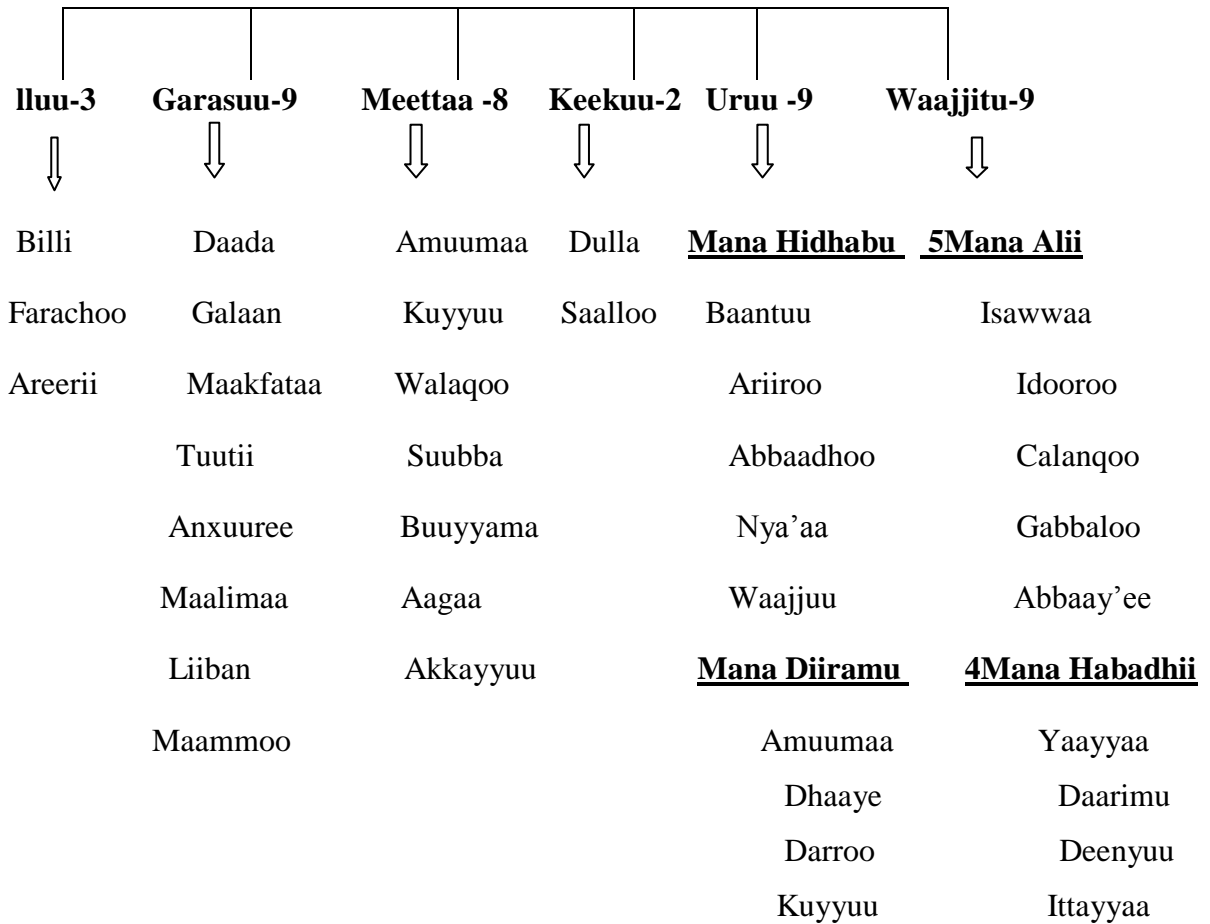 lluu-3 Garasuu-9 Meettaa -8 Keekuu-2 Uruu -9 Waajjitu-9
Billi Daada Amuumaa Dulla Mana Hidhabu 5Mana Alii
Farachoo Galaan Kuyyuu Saalloo Baantuu Isawwaa
Areerii Maakfataa Walaqoo Ariiroo Idooroo
Tuutii Suubba Abbaadhoo Calanqoo
Anxuuree Buuyyama Nya’aa Gabbaloo
Maalimaa Aagaa Waajjuu Abbaay’ee
Liiban Akkayyuu Mana Diiramu 4Mana Habadhii
Maammoo Amuumaa Yaayyaa
Dhaaye Daarimu
Darroo Deenyuu
Kuyyuu Ittayyaa